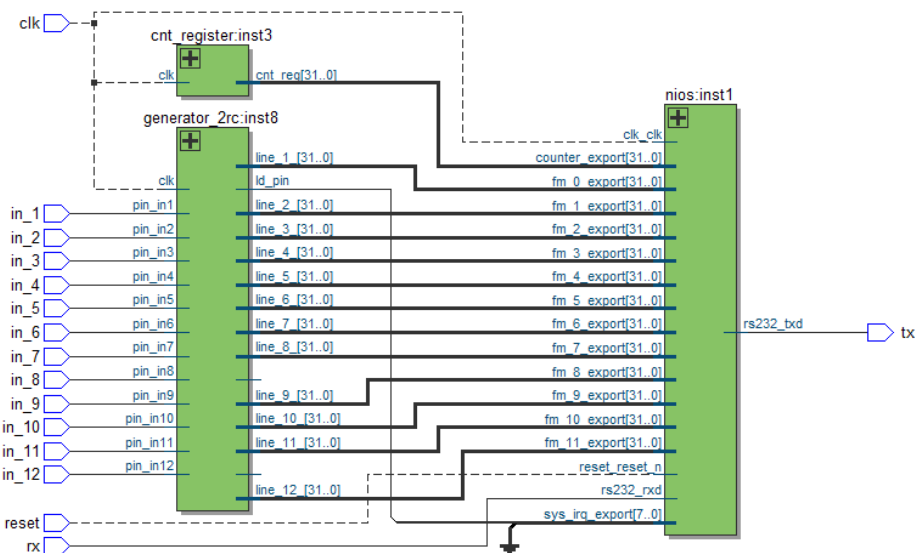 clk
cnt_register:inst3
clk
cnt_reg[31..0]
generator_2rc:inst8
clk
line_1_[31..0]
ld_pin
line_2_[31..0]
line_3_[31..0]
line_4_[31..0]
line_5_[31..0]
line_6_[31..0]
line_7_[31..0]
line_8_[31..0]
line_9_[31..0]
line_10_[31..0]
line_11_[31..0]
line_12_[31..0]
in_1
pin_in1
in_2
pin_in2
in_3
pin_in3
in_4
pin_in4
in_5
pin_in5
in_6
pin_in6
in_7
pin_in7
in_8
pin_in8
in_9
pin_in9
in_10
pin_in10
in_11
pin_in11
in_12
pin_in12
reset
rx
nios:inst1
clk_clk
counter_export[31..0]
fm_0_export[31..0]
fm_1_export[31..0]
fm_2_export[31..0]
fm_3_export[31..0]
fm_4_export[31..0]
fm_5_export[31..0]
fm_6_export[31..0]
fm_7_export[31..0]
fm_8_export[31..0]
fm_9_export[31..0]
fm_10_export[31..0]
fm_11_export[31..0]
reset_reset_n
rs232_rxd
sys_irq_export[7..0]
rs232_txd
tx